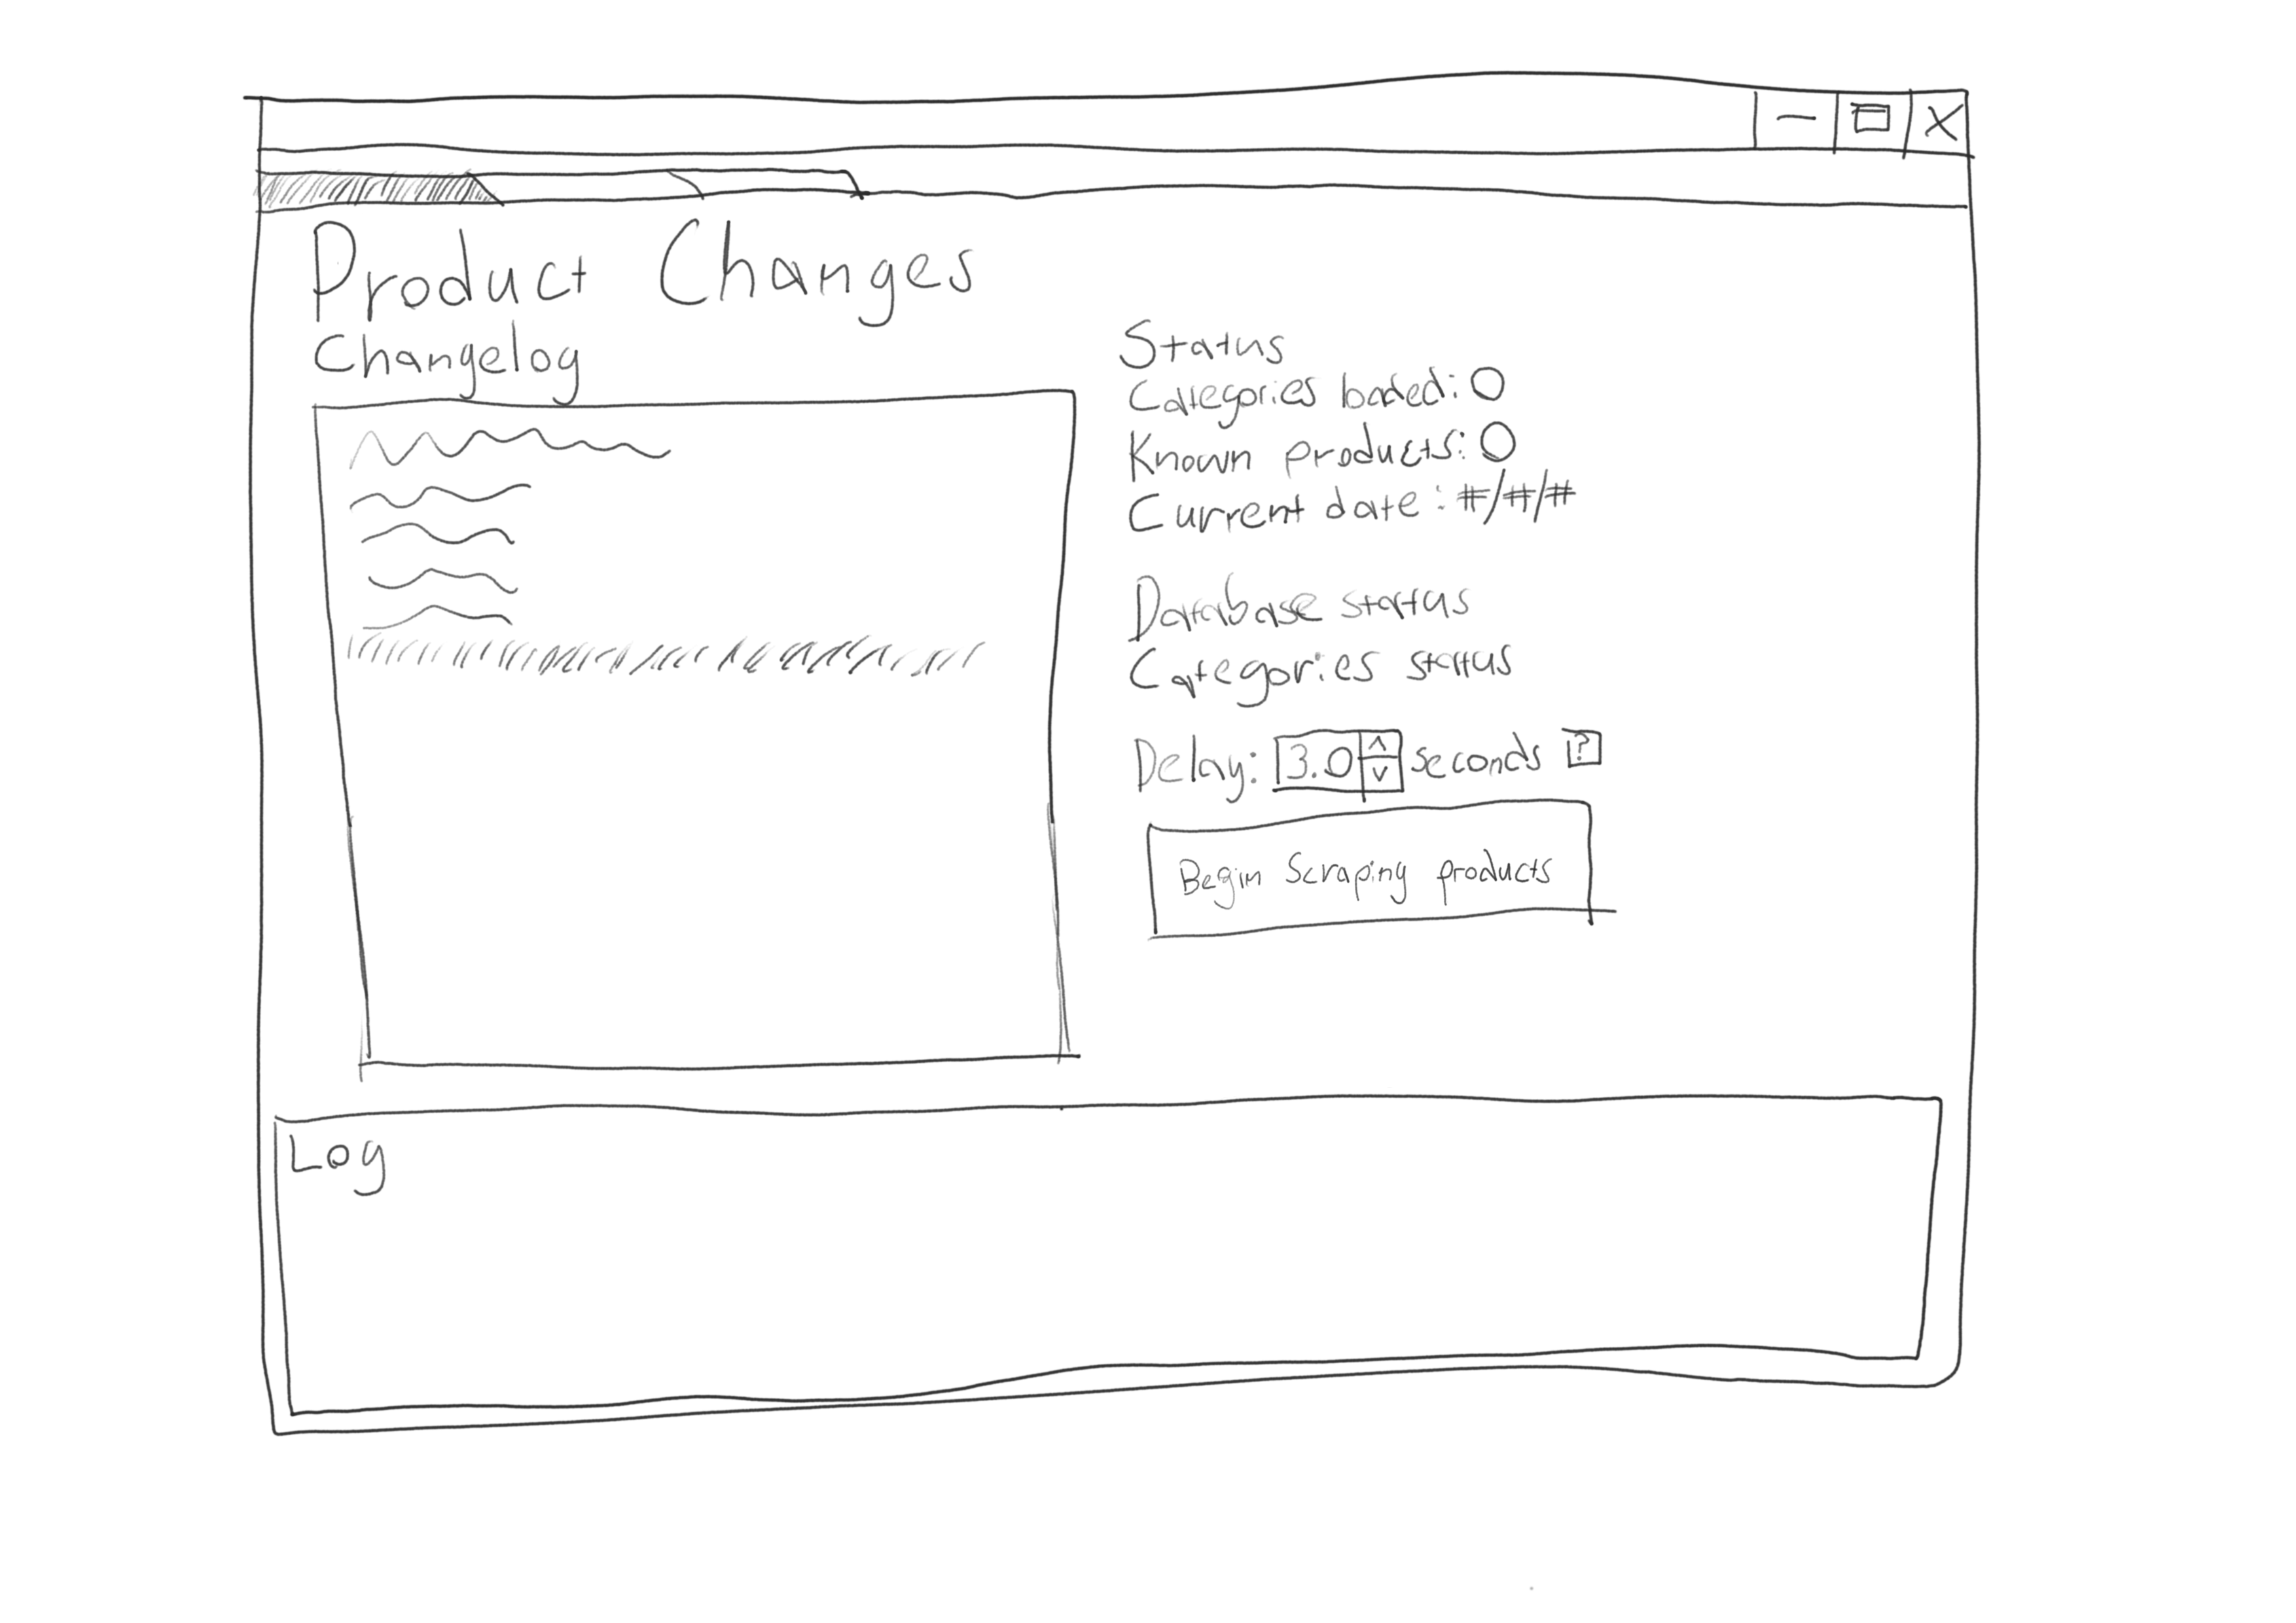 Product Changes
Changelog
Status
Categories loaded: 0
Known products: 0
Current date: #/#/#
Database status
Categories status
Delay: 3.0 seconds ?
Begin Scraping products
Log